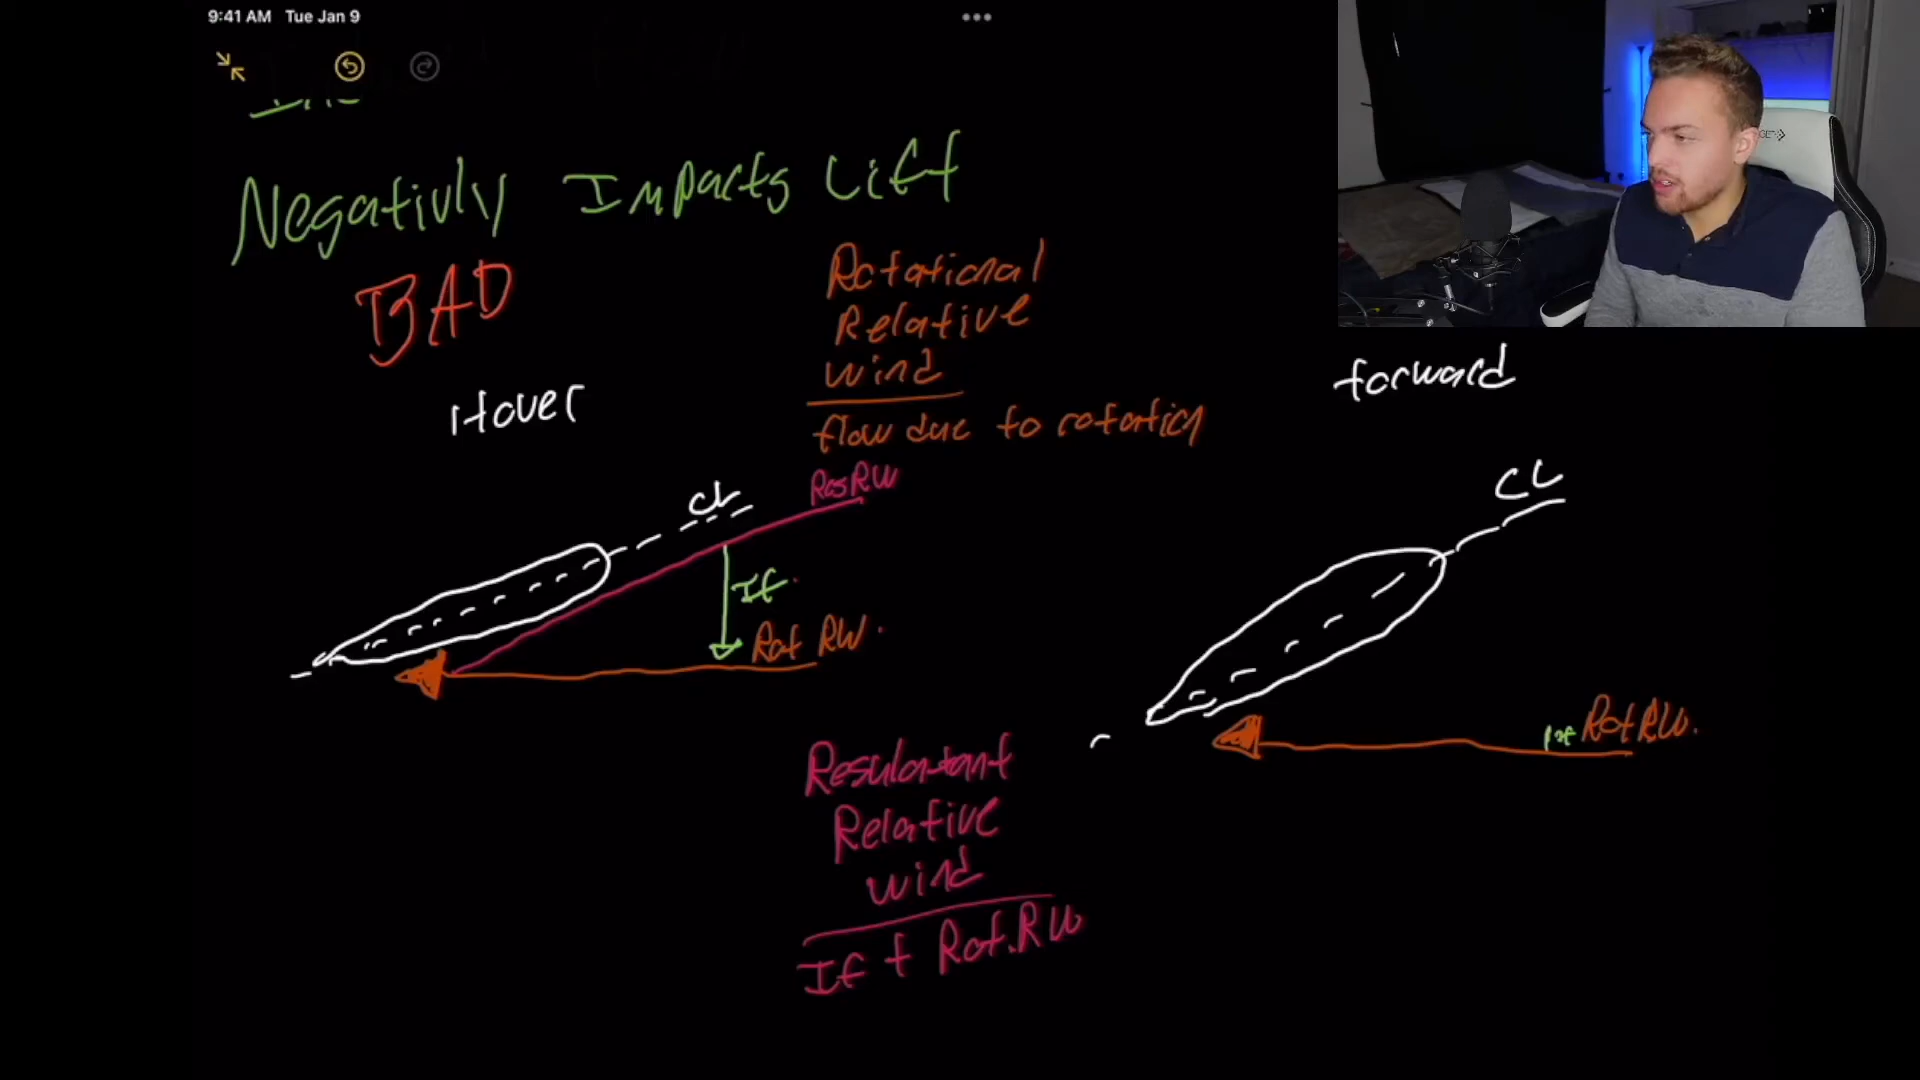 9:41 AM Tue Jan 9
Negativly Impacts Lift
BAD
Rotational
Relative
wind
flow due to rotation
Hover
forward
CL
ResRW
If
Rot RW.
CL
Rot RW.
Resulatant
Relative
wind
If + Rot.RW